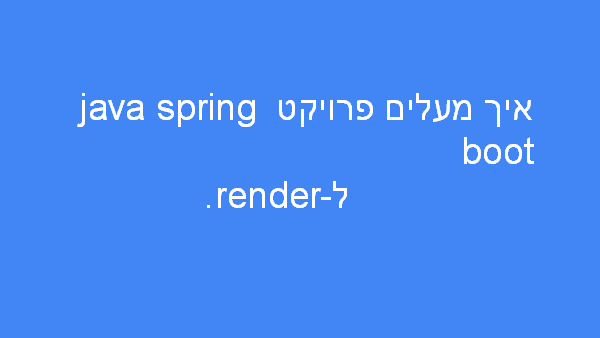 איך מעלים פרויקט java spring
boot
ל-render.